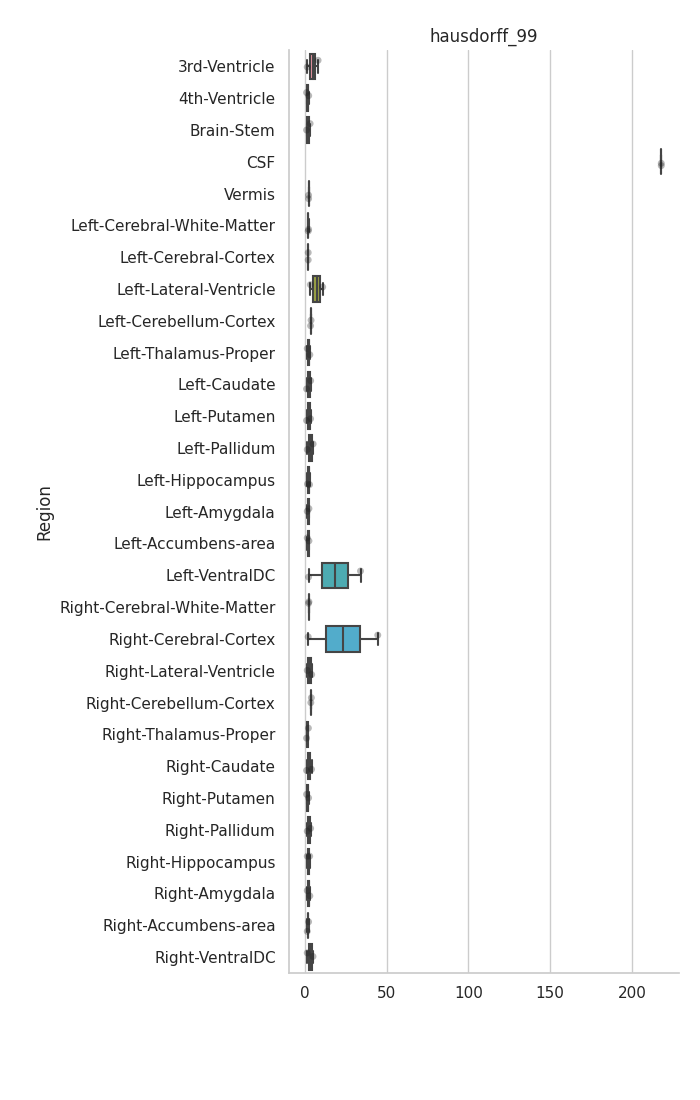 hausdorff_99
3rd-Ventricle
4th-Ventricle
Brain-Stem
CSF
Vermis
Left-Cerebral-White-Matter
Left-Cerebral-Cortex
Left-Lateral-Ventricle
Left-Cerebellum-Cortex
Left-Thalamus-Proper
Left-Caudate
Left-Putamen
Left-Pallidum
Left-Hippocampus
Left-Amygdala
Left-Accumbens-area
Left-VentralDC
Right-Cerebral-White-Matter
Right-Cerebral-Cortex
Right-Lateral-Ventricle
Right-Cerebellum-Cortex
Right-Thalamus-Proper
Right-Caudate
Right-Putamen
Right-Pallidum
Right-Hippocampus
Right-Amygdala
Right-Accumbens-area
Right-VentralDC
Region
0 50 100 150 200